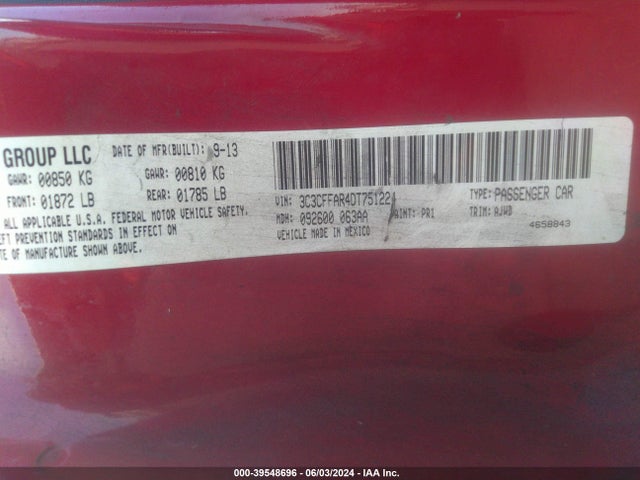 GROUP LLC DATE OF MFR(BUILT): 9-13
GAWR: 00850 KG GAWR: 00810 KG
FRONT: 01872 LB REAR: 01785 LB
ALL APPLICABLE U.S.A. FEDERAL MOTOR VEHICLE SAFETY,
EFT PREVENTION STANDARDS IN EFFECT ON
TE OF MANUFACTURE SHOWN ABOVE.
VIN: 3C3CFFAR4DT751221 TYPE: PASSENGER CAR
MDH: 092600 063AA PAINT: PR1 TRIM: AJWD
VEHICLE MADE IN MEXICO 4658843
000-39548696 - 06/03/2024 - IAA Inc.